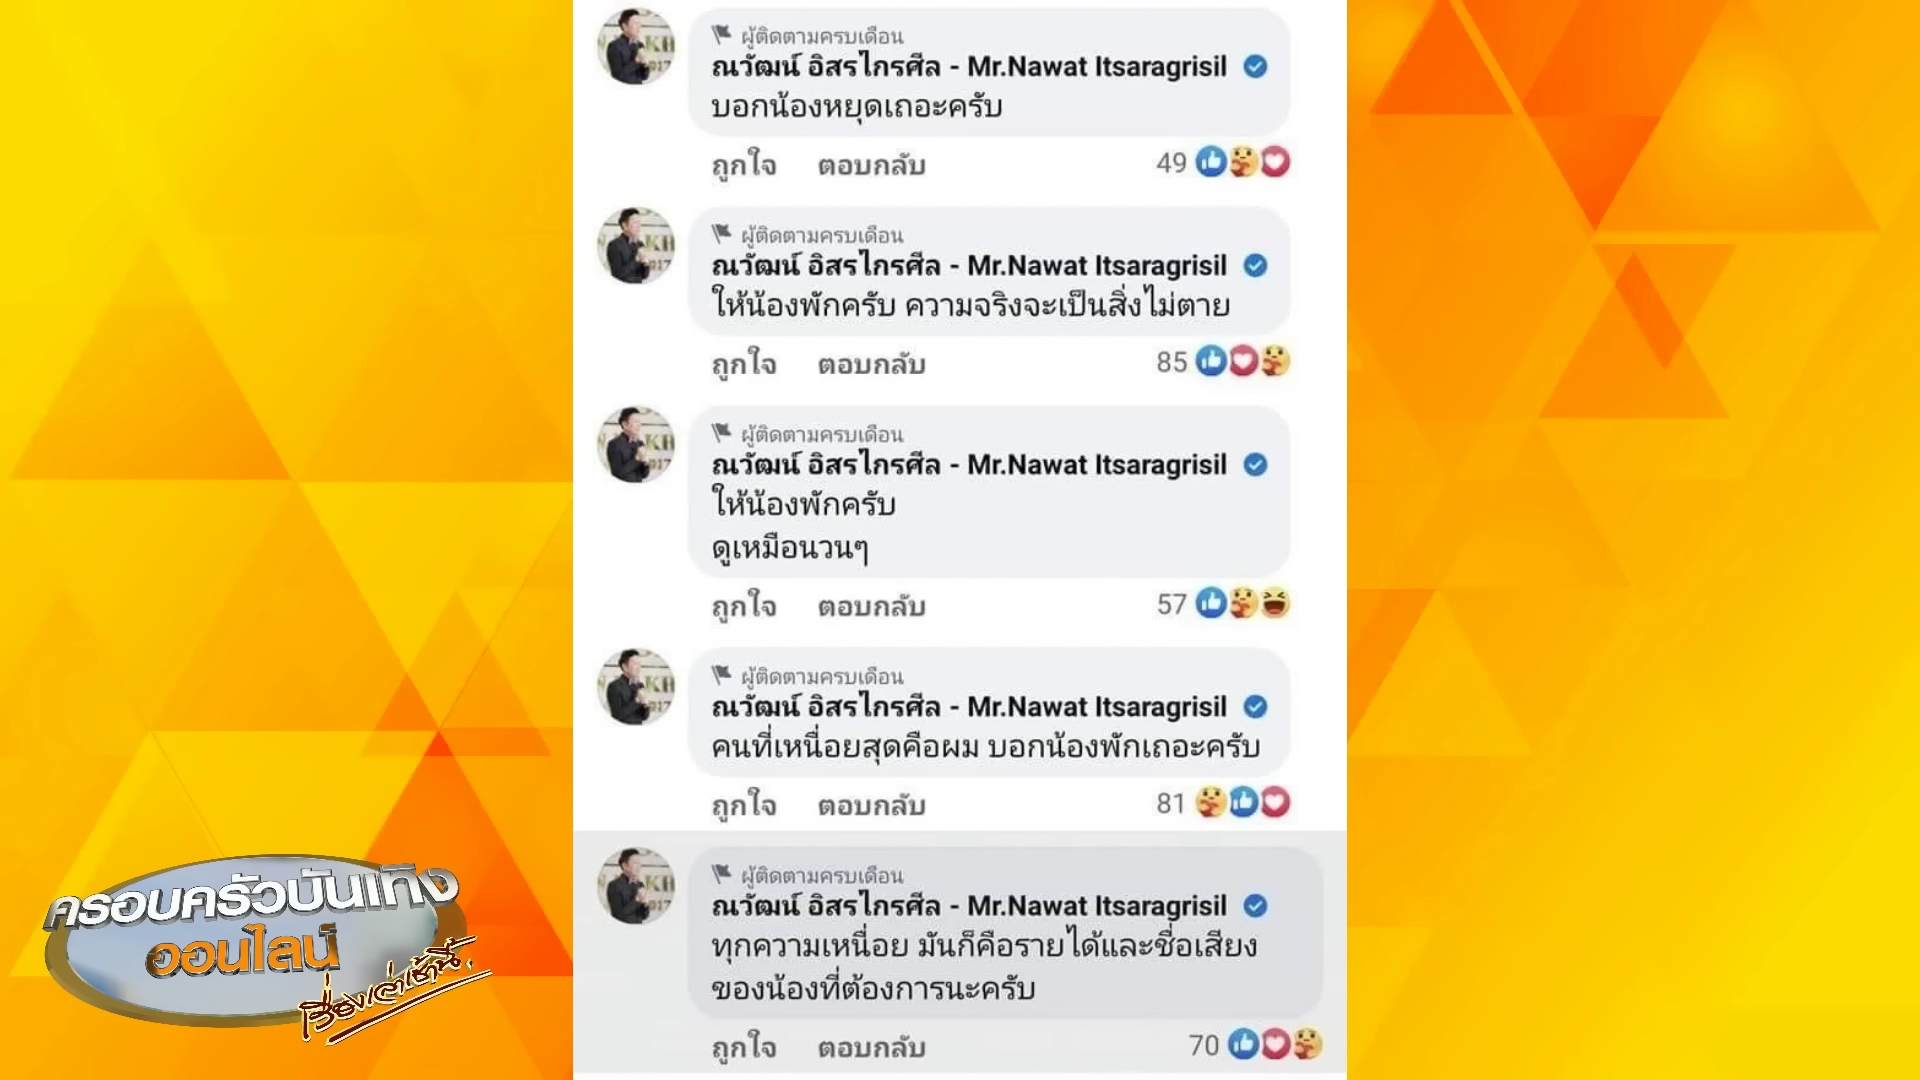 ผู้ติดตามครบเดือน
ณวัฒน์ อิสรไกรศีล - Mr.Nawat Itsaragrisil
บอกน้องหยุดเถอะครับ
ถูกใจ ตอบกลับ 49
ผู้ติดตามครบเดือน
ณวัฒน์ อิสรไกรศีล - Mr.Nawat Itsaragrisil
ให้น้องพักครับ ความจริงจะเป็นสิ่งไม่ตาย
ถูกใจ ตอบกลับ 85
ผู้ติดตามครบเดือน
ณวัฒน์ อิสรไกรศีล - Mr.Nawat Itsaragrisil
ให้น้องพักครับ
ดูเหมือนวนๆ
ถูกใจ ตอบกลับ 57
ผู้ติดตามครบเดือน
ณวัฒน์ อิสรไกรศีล - Mr.Nawat Itsaragrisil
คนที่เหนื่อยสุดคือผม บอกน้องพักเถอะครับ
ถูกใจ ตอบกลับ 81
ผู้ติดตามครบเดือน
ณวัฒน์ อิสรไกรศีล - Mr.Nawat Itsaragrisil
ทุกความเหนื่อย มันก็คือรายได้และชื่อเสียง
ของน้องที่ต้องการนะครับ
ถูกใจ ตอบกลับ 70
ครอบครัวบันเทิง
ออนไลน์
เรื่องเล่าเช้านี้